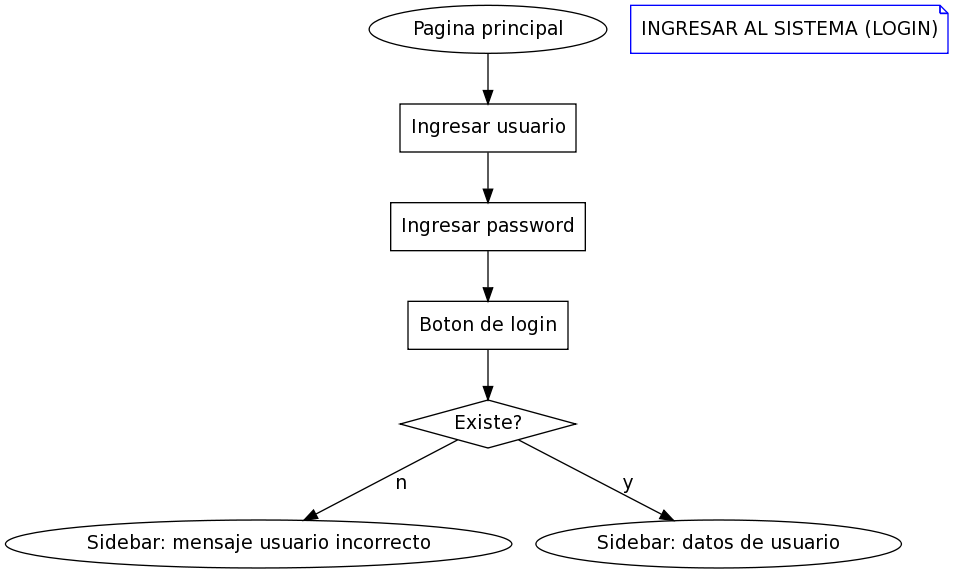 Pagina principal
INGRESAR AL SISTEMA (LOGIN)
Ingresar usuario
Ingresar password
Boton de login
Existe?
n
y
Sidebar: mensaje usuario incorrecto
Sidebar: datos de usuario